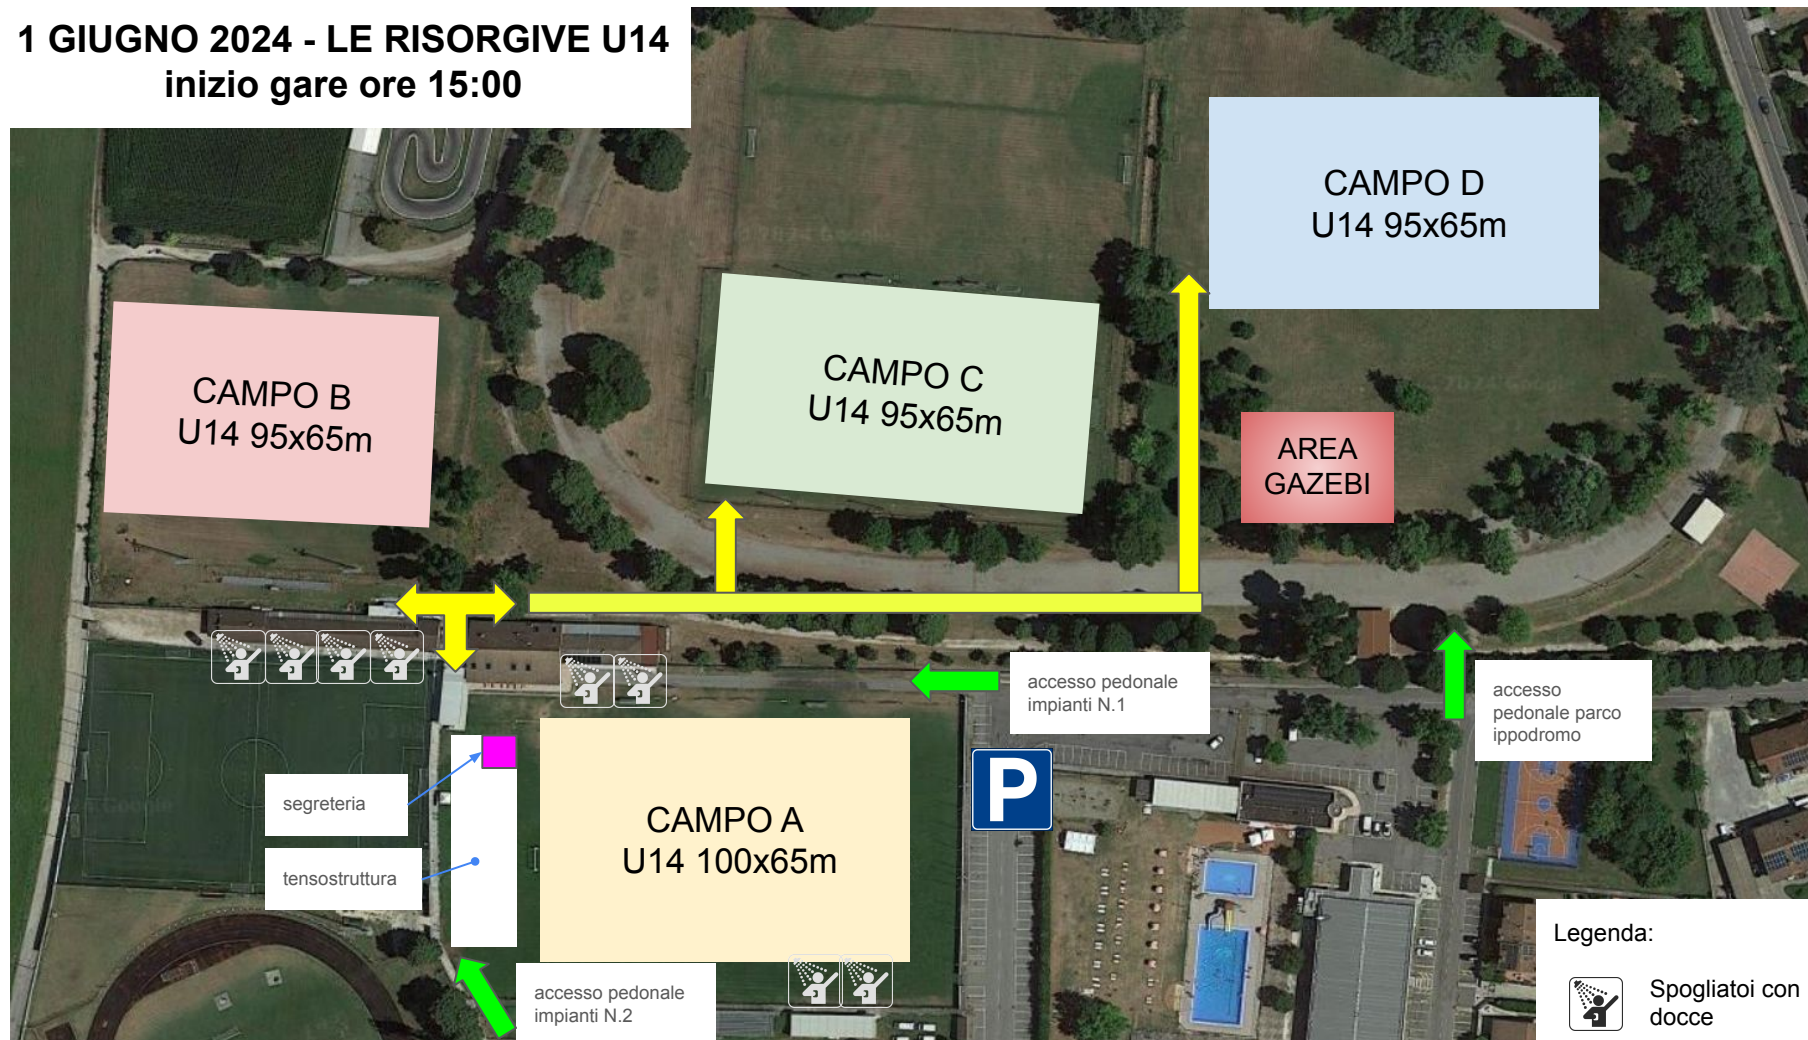 1 GIUGNO 2024 - LE RISORGIVE U14
inizio gare ore 15:00
CAMPO D
U14 95x65m
CAMPO B
U14 95x65m
CAMPO C
U14 95x65m
AREA
GAZEBI
accesso pedonale
impianti N.1
accesso
pedonale parco
ippodromo
segreteria
tensostruttura
CAMPO A
U14 100x65m
P
accesso pedonale
impianti N.2
Legenda:
Spogliatoi con
docce